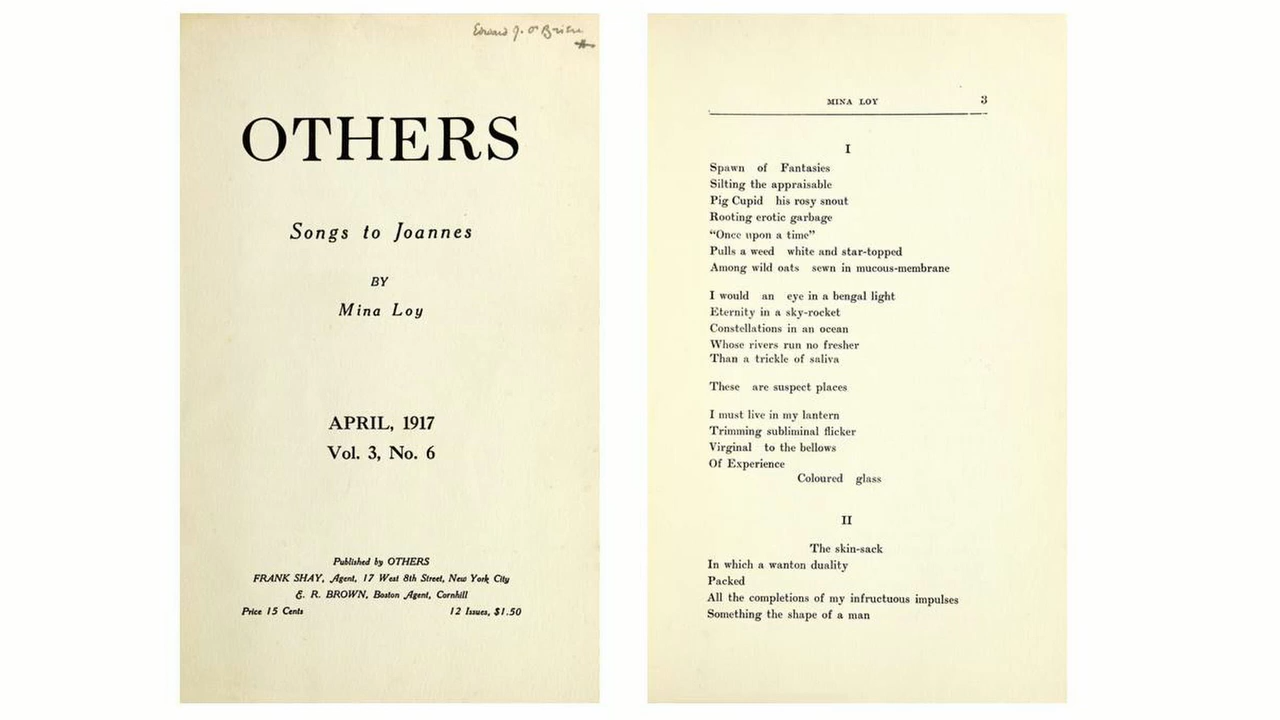 Edward J. O'Brien
OTHERS
Songs to Joannes
BY
Mina Loy
APRIL, 1917
Vol. 3, No. 6
Published by OTHERS
FRANK SHAY, Agent, 17 West 8th Street, New York City
E. R. BROWN, Boston Agent, Cornhill
Price 15 Cents 12 Issues, $1.50
MINA LOY 3
I
Spawn of Fantasies
Silting the appraisable
Pig Cupid his rosy snout
Rooting erotic garbage
“Once upon a time”
Pulls a weed white and star-topped
Among wild oats sewn in mucous-membrane
I would an eye in a bengal light
Eternity in a sky-rocket
Constellations in an ocean
Whose rivers run no fresher
Than a trickle of saliva
These are suspect places
I must live in my lantern
Trimming subliminal flicker
Virginal to the bellows
Of Experience
Coloured glass
II
The skin-sack
In which a wanton duality
Packed
All the completions of my infructuous impulses
Something the shape of a man